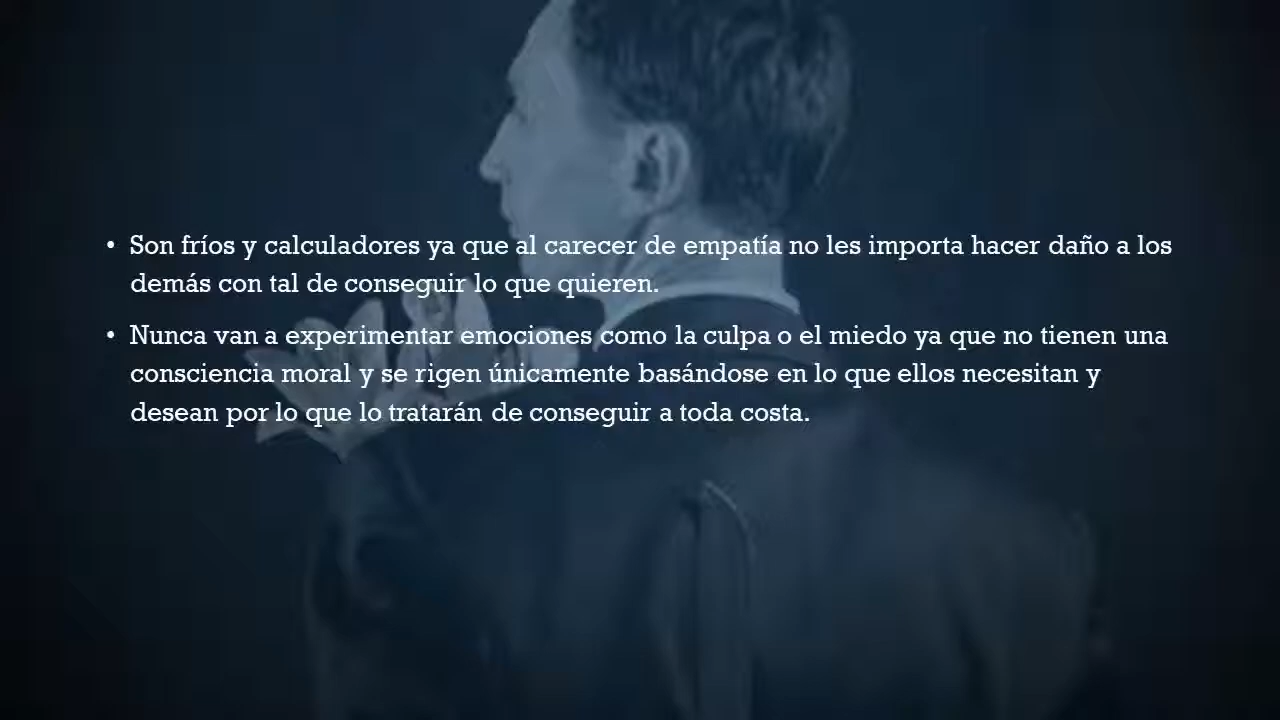 • Son fríos y calculadores ya que al carecer de empatía no les importa hacer daño a los
demás con tal de conseguir lo que quieren.
• Nunca van a experimentar emociones como la culpa o el miedo ya que no tienen una
consciencia moral y se rigen únicamente basándose en lo que ellos necesitan y
desean por lo que lo tratarán de conseguir a toda costa.